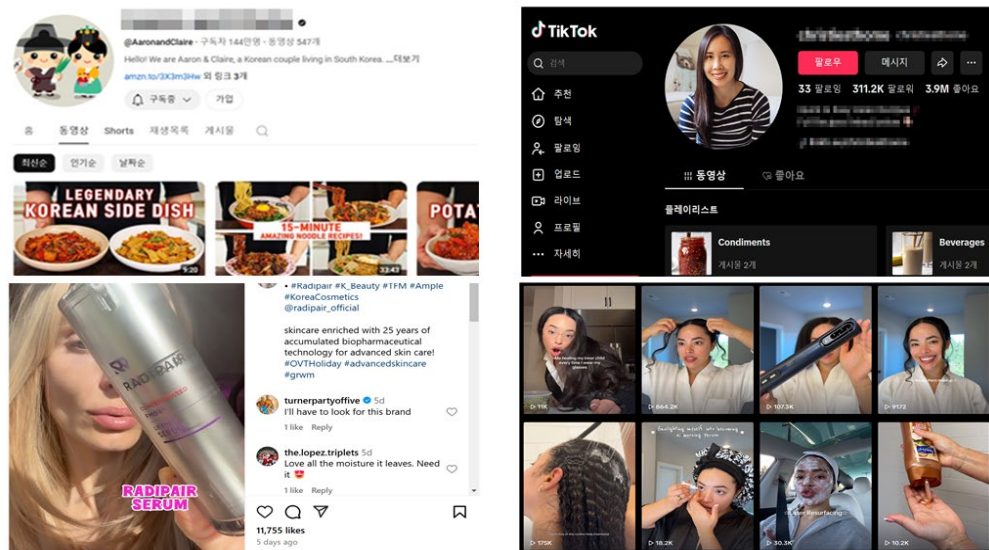 @AaronandClaire · 구독자 144만명 · 동영상 547개
Hello! We are Aaron & Claire, a Korean couple living in South Korea. ...더보기
amzn.to/3X3m3Hw 외 링크 3개
구독중
가입
홈 동영상 Shorts 재생목록 게시물
최신순 인기순 날짜순
LEGENDARY
KOREAN SIDE DISH
9:20
15-MINUTE
AMAZING NOODLE RECIPES!
33:43
POTA
TikTok
검색
추천
탐색
팔로잉
업로드
라이브
프로필
자세히
팔로우 메시지
33 팔로잉 311.2K 팔로워 3.9M 좋아요
동영상 좋아요
플레이리스트
Condiments
게시물 2개
Beverages
게시물 2개
RADIPAIR
RADIPAIR
SERUM
• #Radipair #K_Beauty #TFM #Ample
#KoreaCosmetics
@radipair_official
skincare enriched with 25 years of
accumulated biopharmaceutical
technology for advanced skin care!
#OVTHoliday #advancedskincare
#grwm
turnerpartyoffive 5d
I'll have to look for this brand
1 like Reply
the.lopez.triplets 5d
Love all the moisture it leaves. Need
it 😍
1 like Reply
11,755 likes
5 days ago
11K
864.2K
107.3K
9172
175K
18.2K
30.3K
10.2K